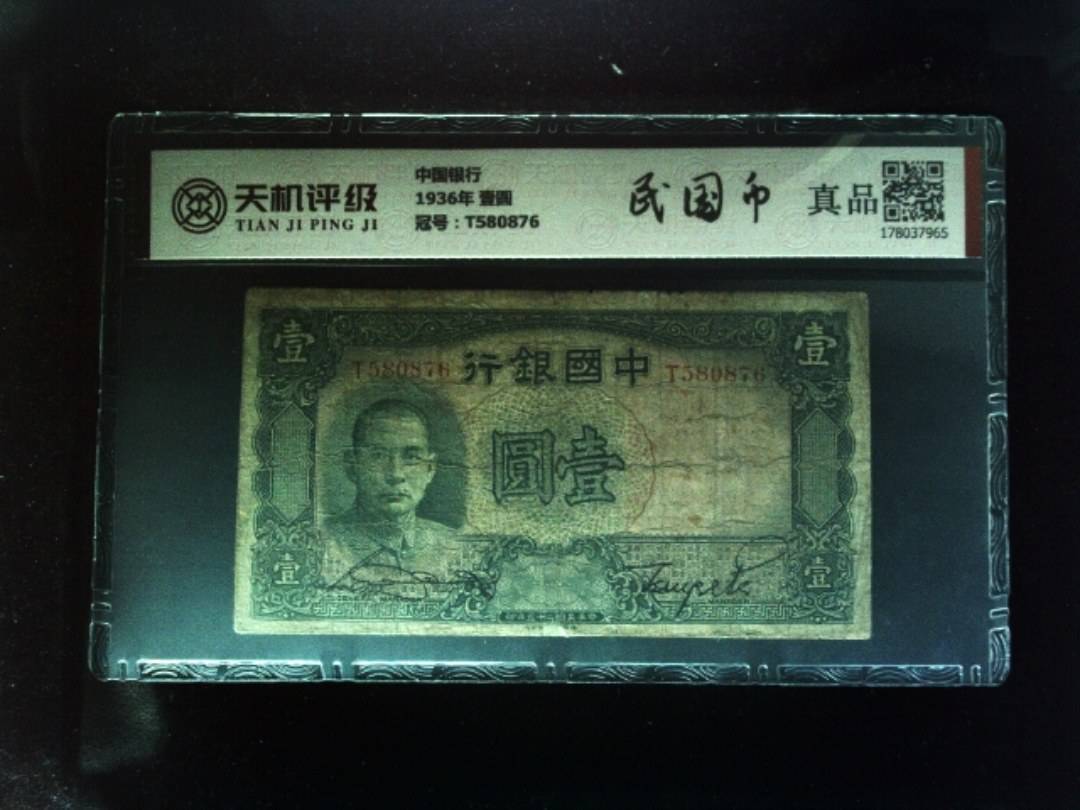 天机评级
TIAN JI PING JI
中国银行
1936年 壹圆
冠号：T580876
民国币
真品
178037965
壹
壹
T580876
行銀國中
T580876
圓壹
壹
壹